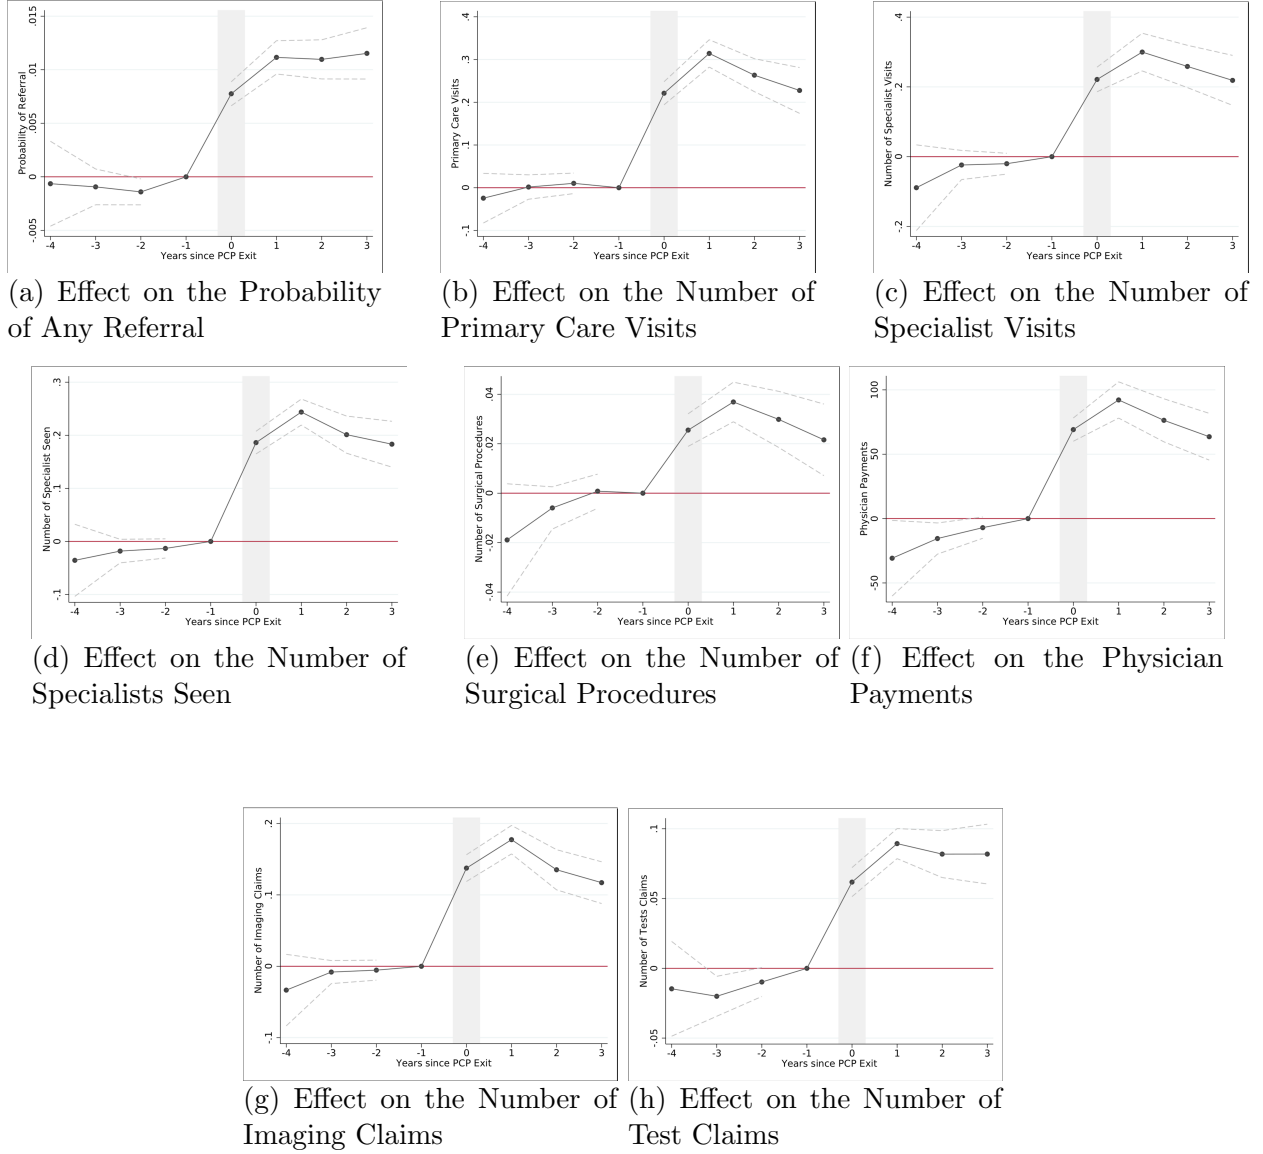 Probability of Referral
.015
.01
.005
0
-.005
-4 -3 -2 -1 0 1 2 3
Years since PCP Exit
(a) Effect on the Probability
of Any Referral
Primary Care Visits
.4
.3
.2
.1
0
-.1
-4 -3 -2 -1 0 1 2 3
Years since PCP Exit
(b) Effect on the Number of
Primary Care Visits
Number of Specialist Visits
.4
.2
0
-.2
-4 -3 -2 -1 0 1 2 3
Years since PCP Exit
(c) Effect on the Number of
Specialist Visits
Number of Specialist Seen
.3
.2
.1
0
-.1
-4 -3 -2 -1 0 1 2 3
Years since PCP Exit
(d) Effect on the Number of
Specialists Seen
Number of Surgical Procedures
.04
.02
0
-.02
-.04
-4 -3 -2 -1 0 1 2 3
Years since PCP Exit
(e) Effect on the Number of
Surgical Procedures
Physician Payments
100
50
0
-50
-4 -3 -2 -1 0 1 2 3
Years since PCP Exit
(f) Effect on the Physician
Payments
Number of Imaging Claims
.2
.1
0
-.1
-4 -3 -2 -1 0 1 2 3
Years since PCP Exit
(g) Effect on the Number of
Imaging Claims
Number of Tests Claims
.1
.05
0
-.05
-4 -3 -2 -1 0 1 2 3
Years since PCP Exit
(h) Effect on the Number of
Test Claims